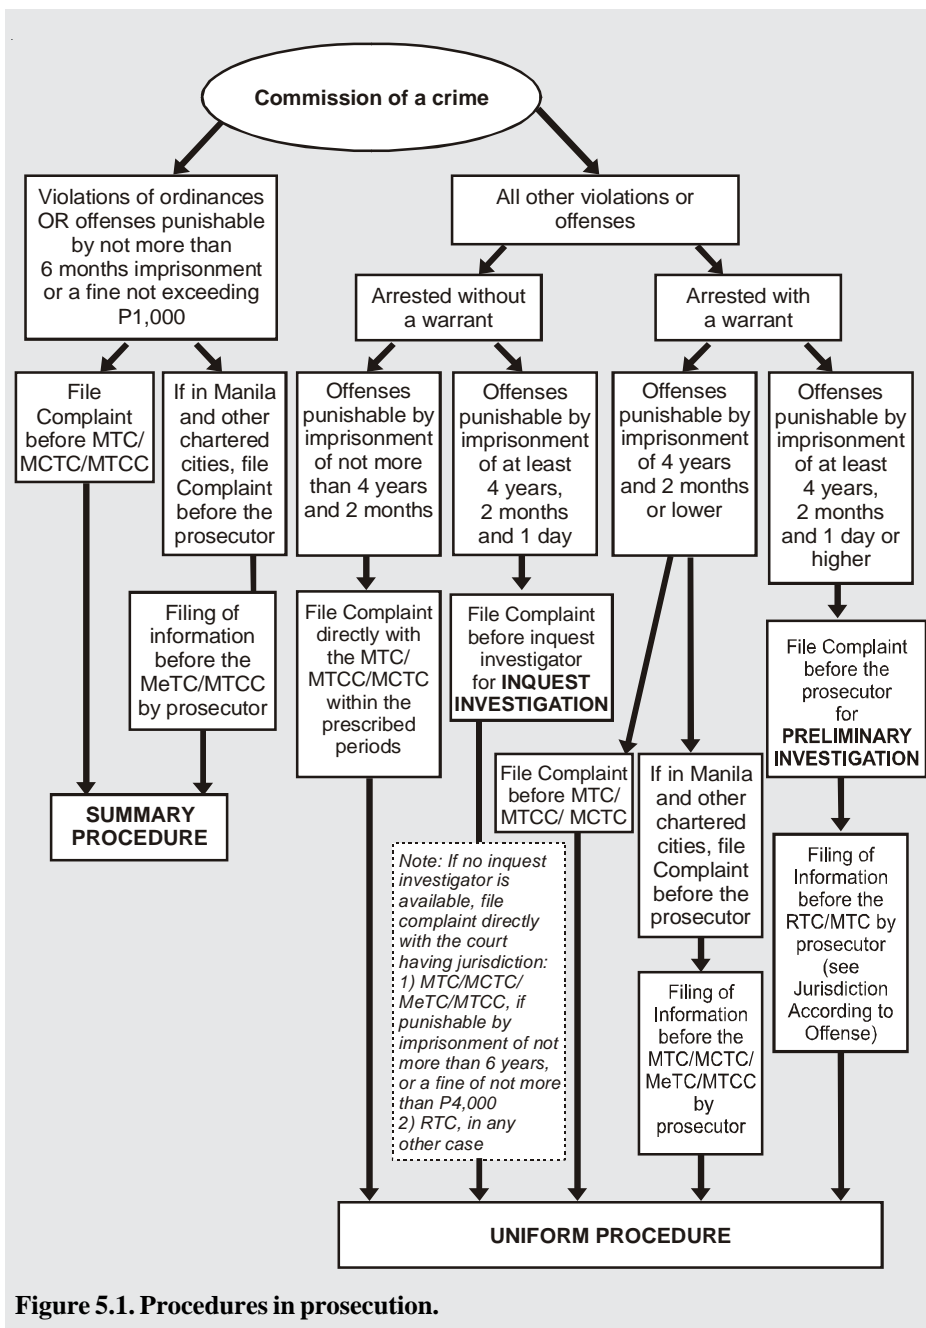 Commission of a crime
Violations of ordinances
OR offenses punishable
by not more than
6 months imprisonment
or a fine not exceeding
P1,000
All other violations or
offenses
Arrested without
a warrant
Arrested with
a warrant
File
Complaint
before MTC/
MCTC/MTCC
If in Manila
and other
chartered
cities, file
Complaint
before the
prosecutor
Offenses
punishable by
imprisonment
of not more
than 4 years
and 2 months
Offenses
punishable by
imprisonment
of at least
4 years,
2 months
and 1 day
Offenses
punishable by
imprisonment
of 4 years
and 2 months
or lower
Offenses
punishable by
imprisonment
of at least
4 years,
2 months
and 1 day or
higher
Filing of
information
before the
MeTC/MTCC
by prosecutor
File Complaint
directly with
the MTC/
MTCC/MCTC
within the
prescribed
periods
File Complaint
before inquest
investigator
for INQUEST
INVESTIGATION
File Complaint
before the
prosecutor
for
PRELIMINARY
INVESTIGATION
SUMMARY
PROCEDURE
File Complaint
before MTC/
MTCC/ MCTC
If in Manila
and other
chartered
cities, file
Complaint
before the
prosecutor
Note: If no inquest
investigator is
available, file
complaint directly
with the court
having jurisdiction:
1) MTC/MCTC/
MeTC/MTCC, if
punishable by
imprisonment of not
more than 6 years,
or a fine of not more
than P4,000
2) RTC, in any
other case
Filing of
Information
before the
RTC/MTC by
prosecutor
(see
Jurisdiction
According to
Offense)
Filing of
Information
before the
MTC/MCTC/
MeTC/MTCC
by
prosecutor
UNIFORM PROCEDURE
Figure 5.1. Procedures in prosecution.